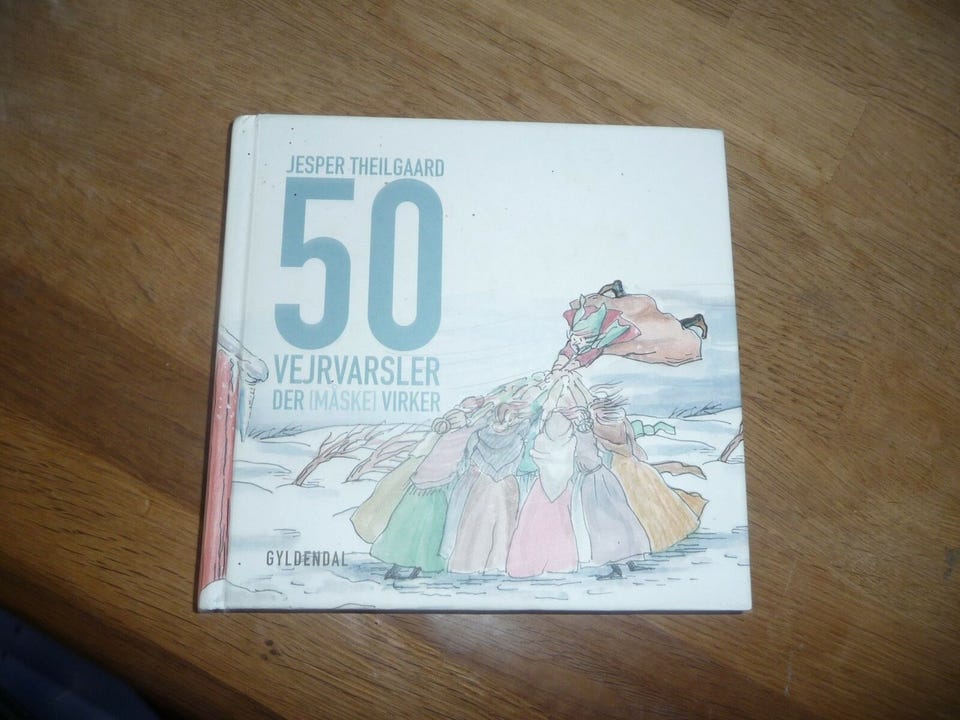 JESPER THEILGAARD
50
VEJRVARSLER
DER [MÅSKE] VIRKER
GYLDENDAL